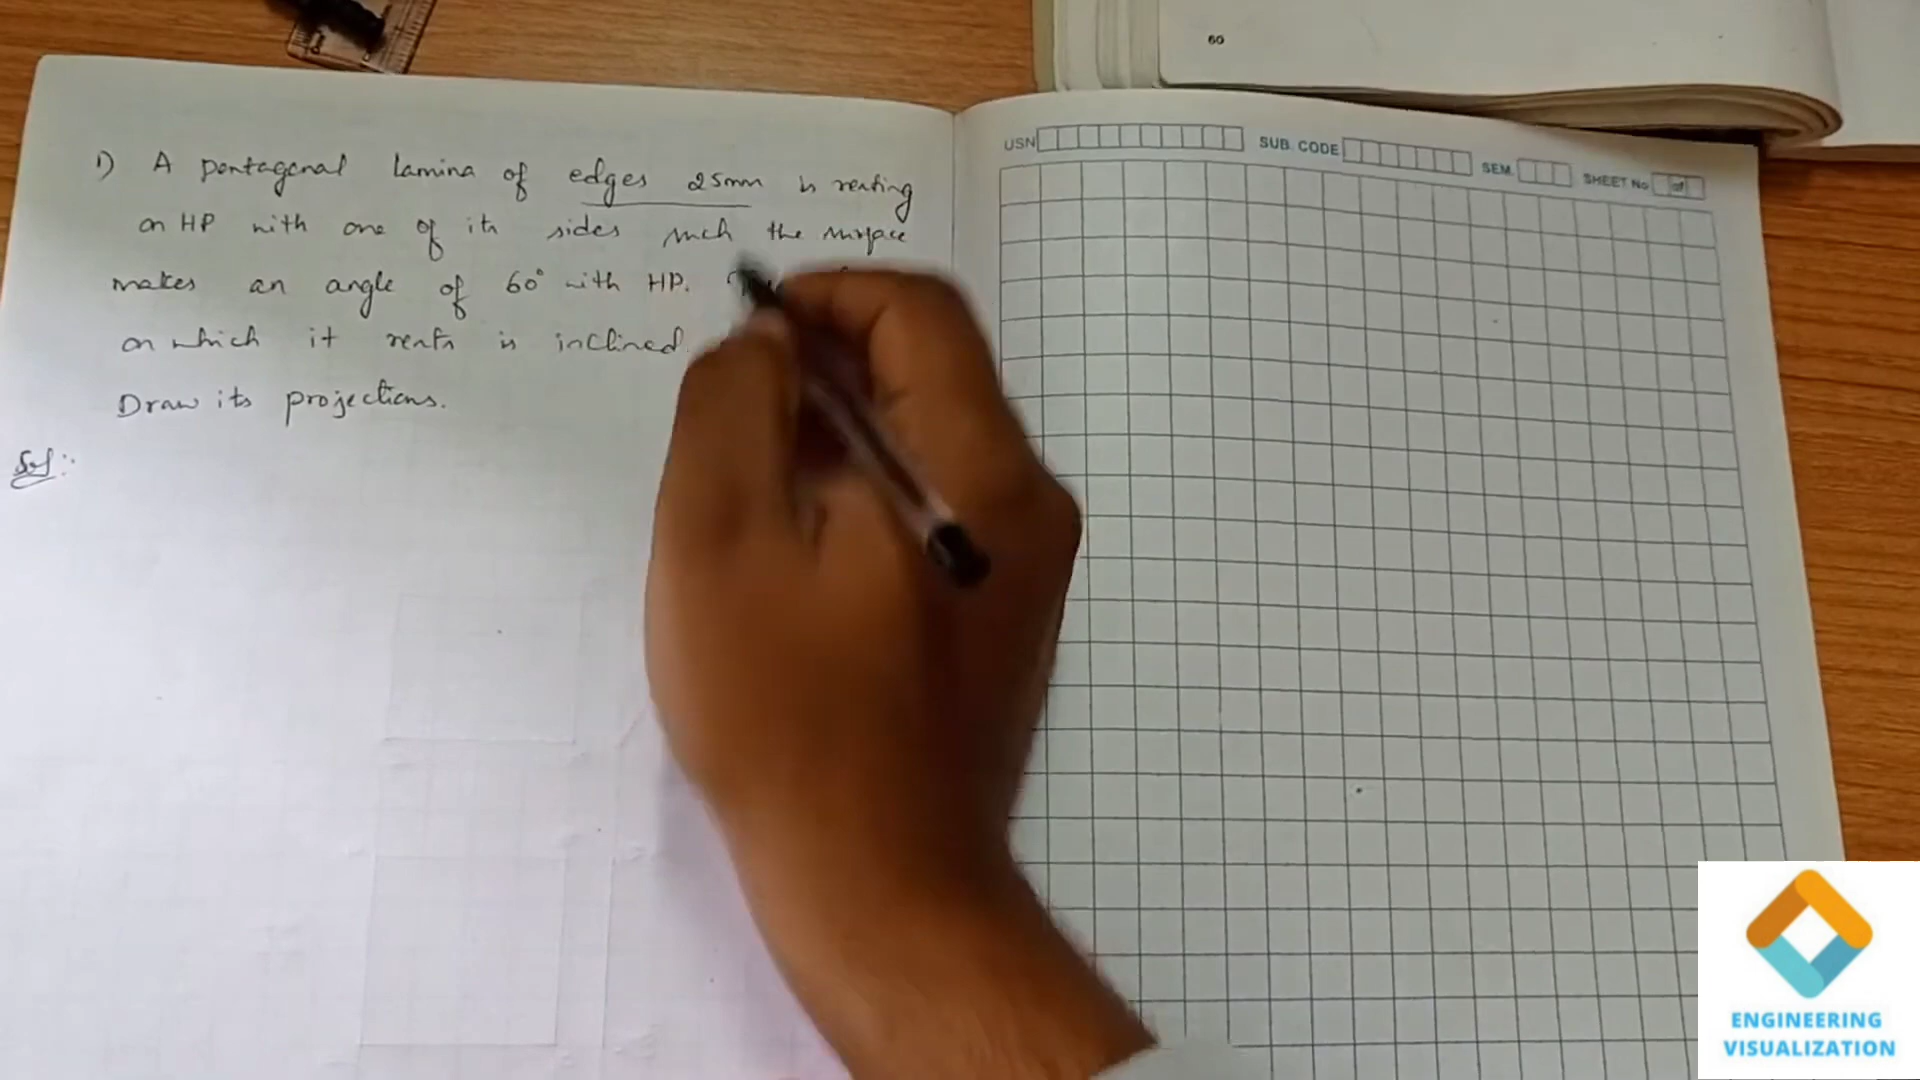 60
1) A pentagonal lamina of edges 25mm is resting
on HP with one of its sides such the surface
makes an angle of 60° with HP.
on which it rests is inclined
Draw its projections.
Sol:-
USN SUB. CODE SEM. SHEET No of
ENGINEERING
VISUALIZATION